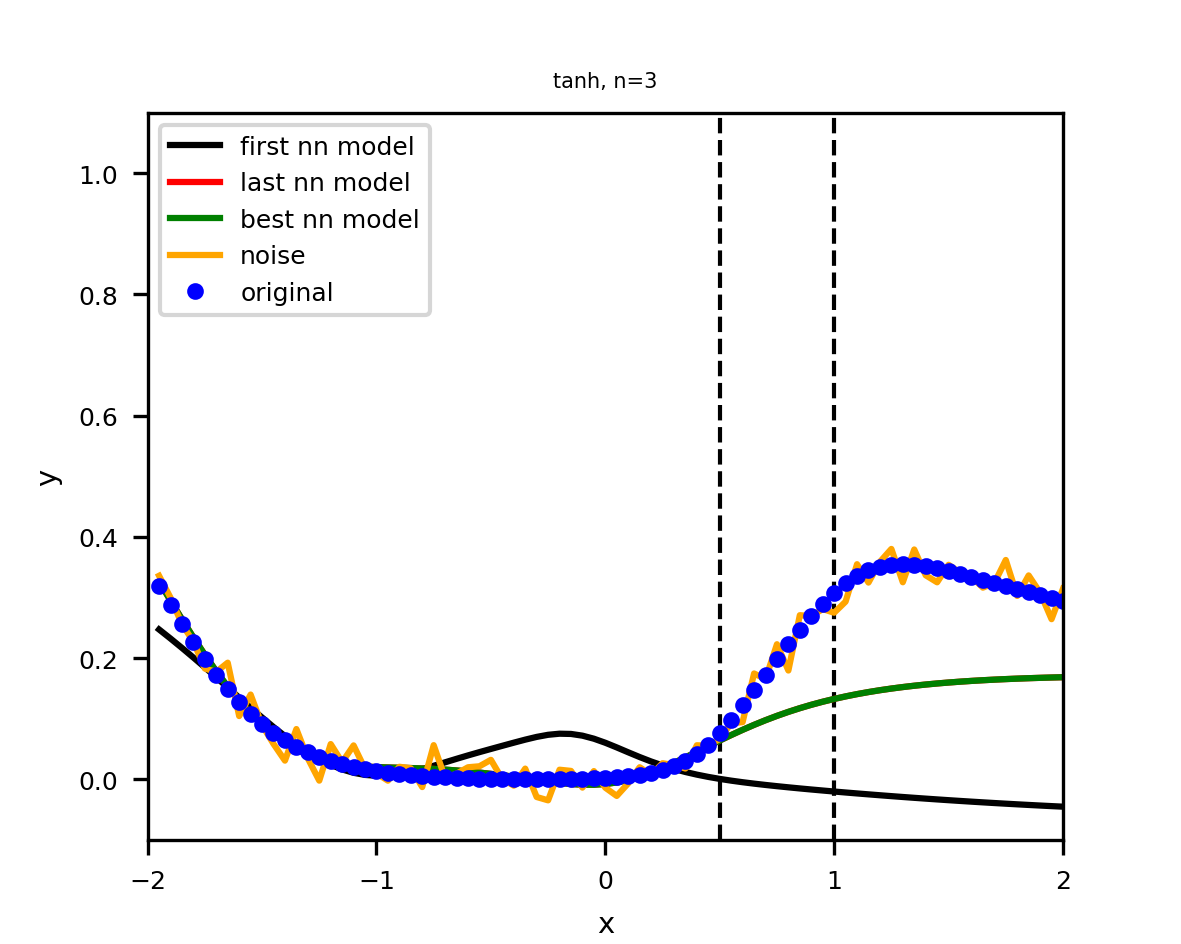 tanh, n=3
first nn model
last nn model
best nn model
noise
original
1.0
0.8
0.6
0.4
0.2
0.0
y
−2 −1 0 1 2
x